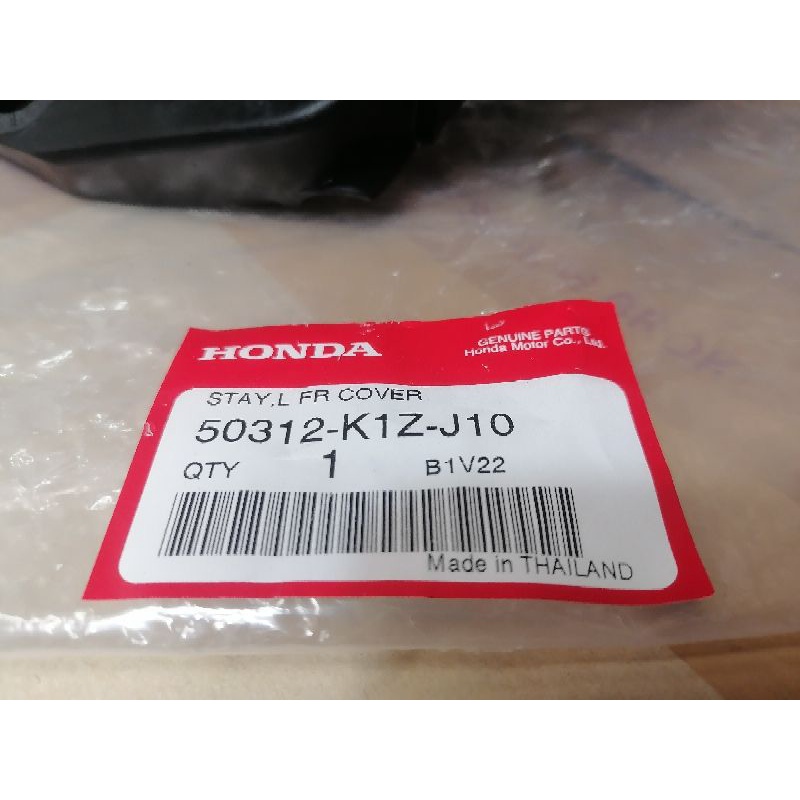 HONDA
GENUINE PARTS
Honda Motor Co., Ltd.
STAY,L FR COVER
50312-K1Z-J10
QTY 1 B1V22
Made in THAILAND